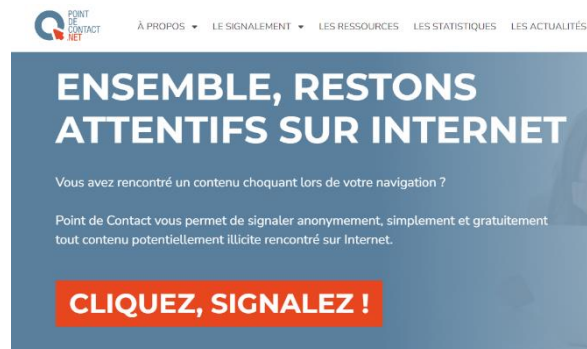 POINT
DE
CONTACT
.NET
À PROPOS
LE SIGNALEMENT
LES RESSOURCES
LES STATISTIQUES
LES ACTUALITÉS
ENSEMBLE, RESTONS
ATTENTIFS SUR INTERNET
Vous avez rencontré un contenu choquant lors de votre navigation ?
Point de Contact vous permet de signaler anonymement, simplement et gratuitement
tout contenu potentiellement illicite rencontré sur Internet.
CLIQUEZ, SIGNALEZ !